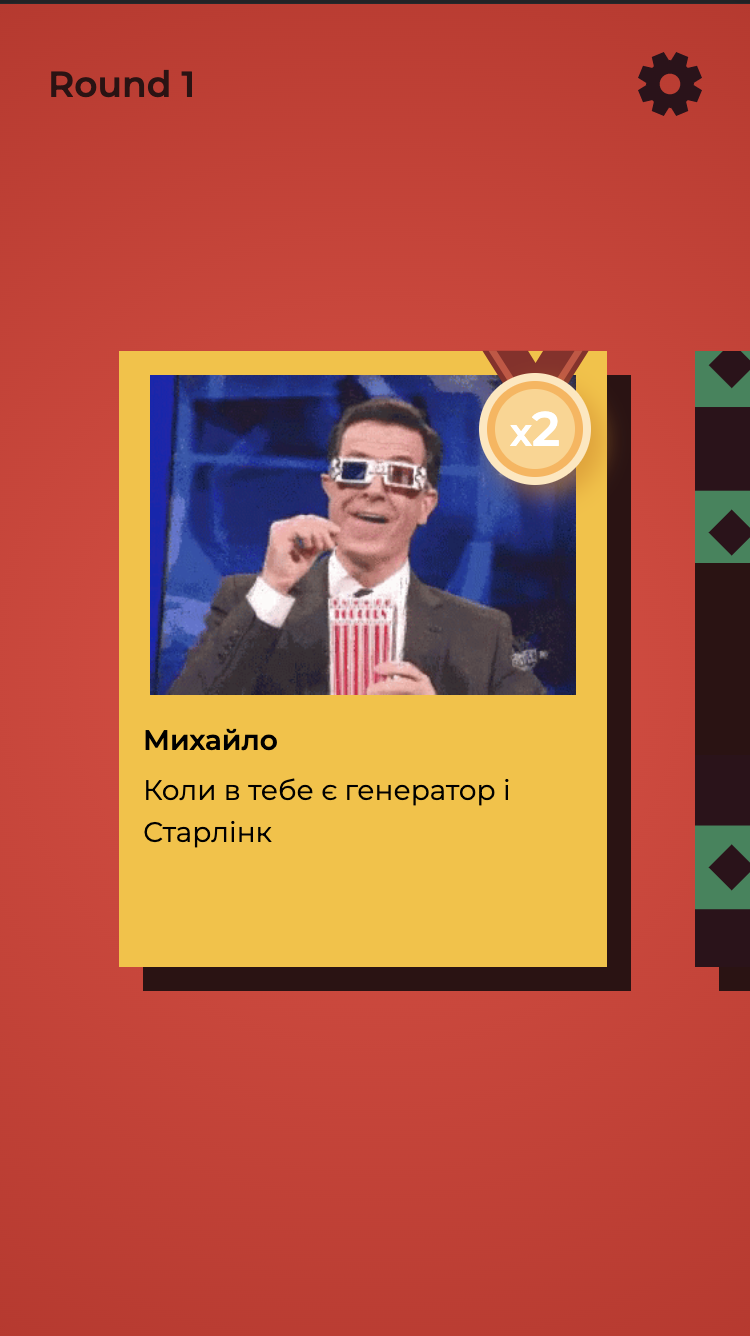 Round 1
x2
Михайло
Коли в тебе є генератор і
Старлінк